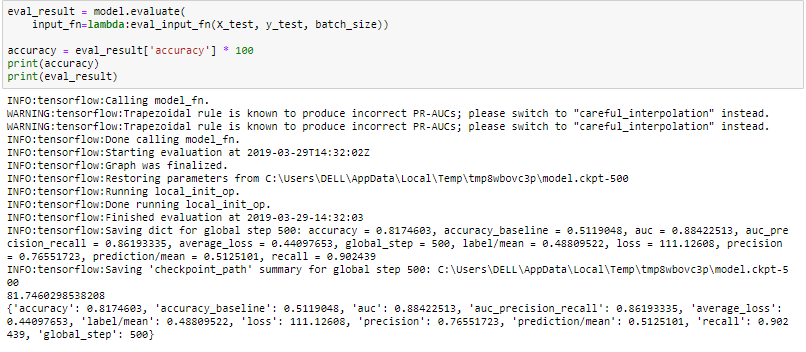 eval_result = model.evaluate(
    input_fn=lambda:eval_input_fn(X_test, y_test, batch_size))

accuracy = eval_result['accuracy'] * 100
print(accuracy)
print(eval_result)
INFO:tensorflow:Calling model_fn.
WARNING:tensorflow:Trapezoidal rule is known to produce incorrect PR-AUCs; please switch to "careful_interpolation" instead.
WARNING:tensorflow:Trapezoidal rule is known to produce incorrect PR-AUCs; please switch to "careful_interpolation" instead.
INFO:tensorflow:Done calling model_fn.
INFO:tensorflow:Starting evaluation at 2019-03-29T14:32:02Z
INFO:tensorflow:Graph was finalized.
INFO:tensorflow:Restoring parameters from C:\Users\DELL\AppData\Local\Temp\tmp8wbovc3p\model.ckpt-500
INFO:tensorflow:Running local_init_op.
INFO:tensorflow:Done running local_init_op.
INFO:tensorflow:Finished evaluation at 2019-03-29-14:32:03
INFO:tensorflow:Saving dict for global step 500: accuracy = 0.8174603, accuracy_baseline = 0.5119048, auc = 0.88422513, auc_pre
cision_recall = 0.86193335, average_loss = 0.44097653, global_step = 500, label/mean = 0.48809522, loss = 111.12608, precision
= 0.76551723, prediction/mean = 0.5125101, recall = 0.902439
INFO:tensorflow:Saving 'checkpoint_path' summary for global step 500: C:\Users\DELL\AppData\Local\Temp\tmp8wbovc3p\model.ckpt-5
00
81.7460298538208
{'accuracy': 0.8174603, 'accuracy_baseline': 0.5119048, 'auc': 0.88422513, 'auc_precision_recall': 0.86193335, 'average_loss':
0.44097653, 'label/mean': 0.48809522, 'loss': 111.12608, 'precision': 0.76551723, 'prediction/mean': 0.5125101, 'recall': 0.902
439, 'global_step': 500}